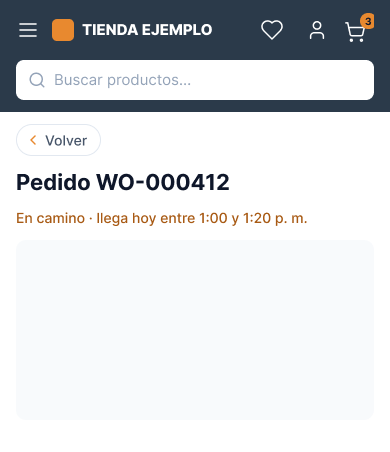 TIENDA EJEMPLO
3
Buscar productos...
Volver
Pedido WO-000412
En camino · llega hoy entre 1:00 y 1:20 p. m.